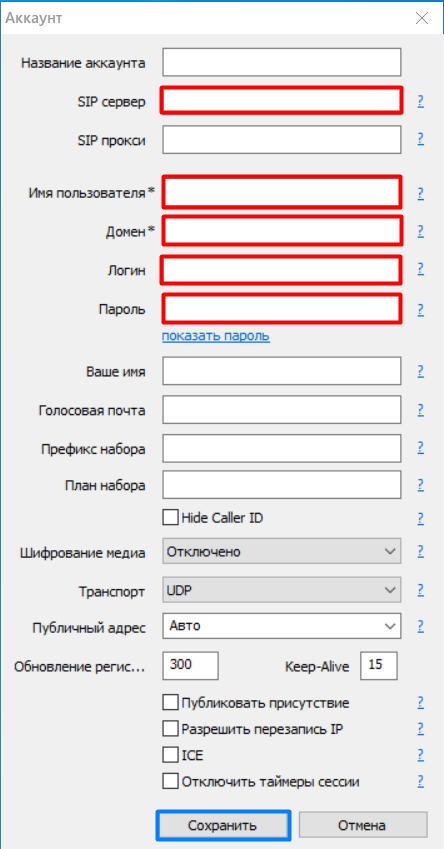 Аккаунт
Название аккаунта
SIP сервер ?
SIP прокси ?
Имя пользователя* ?
Домен* ?
Логин ?
Пароль ?
показать пароль
Ваше имя ?
Голосовая почта ?
Префикс набора ?
План набора ?
Hide Caller ID ?
Шифрование медиа Отключено ?
Транспорт UDP ?
Публичный адрес Авто ?
Обновление регис... 300 Keep-Alive 15
Публиковать присутствие ?
Разрешить перезапись IP ?
ICE ?
Отключить таймеры сессии ?
Сохранить Отмена